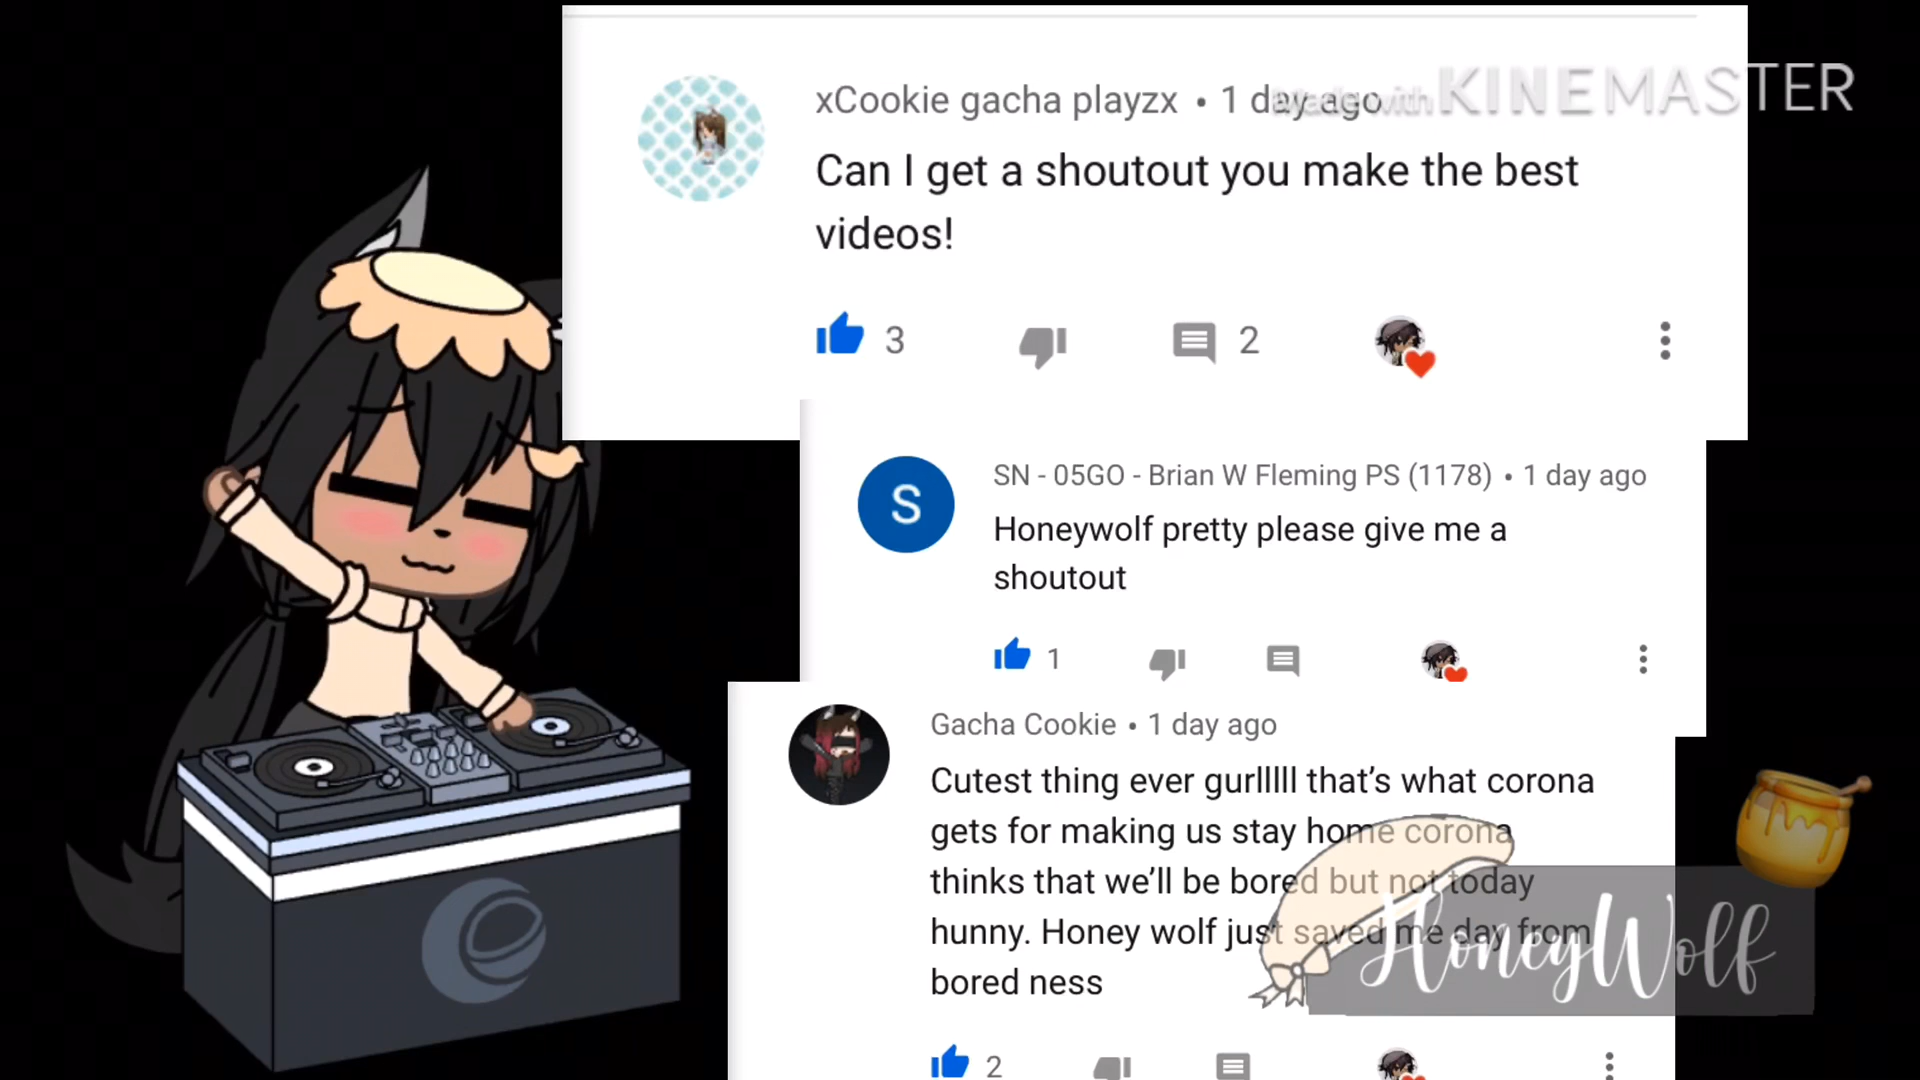 xCookie gacha playzx • 1 day ago
Made with KINEMASTER
Can I get a shoutout you make the best
videos!
3
2
S
SN - 05GO - Brian W Fleming PS (1178) • 1 day ago
Honeywolf pretty please give me a
shoutout
1
Gacha Cookie • 1 day ago
Cutest thing ever gurlllll that's what corona
gets for making us stay home corona
thinks that we'll be bored but not today
hunny. Honey wolf just saved me day from
bored ness
HoneyWolf
2